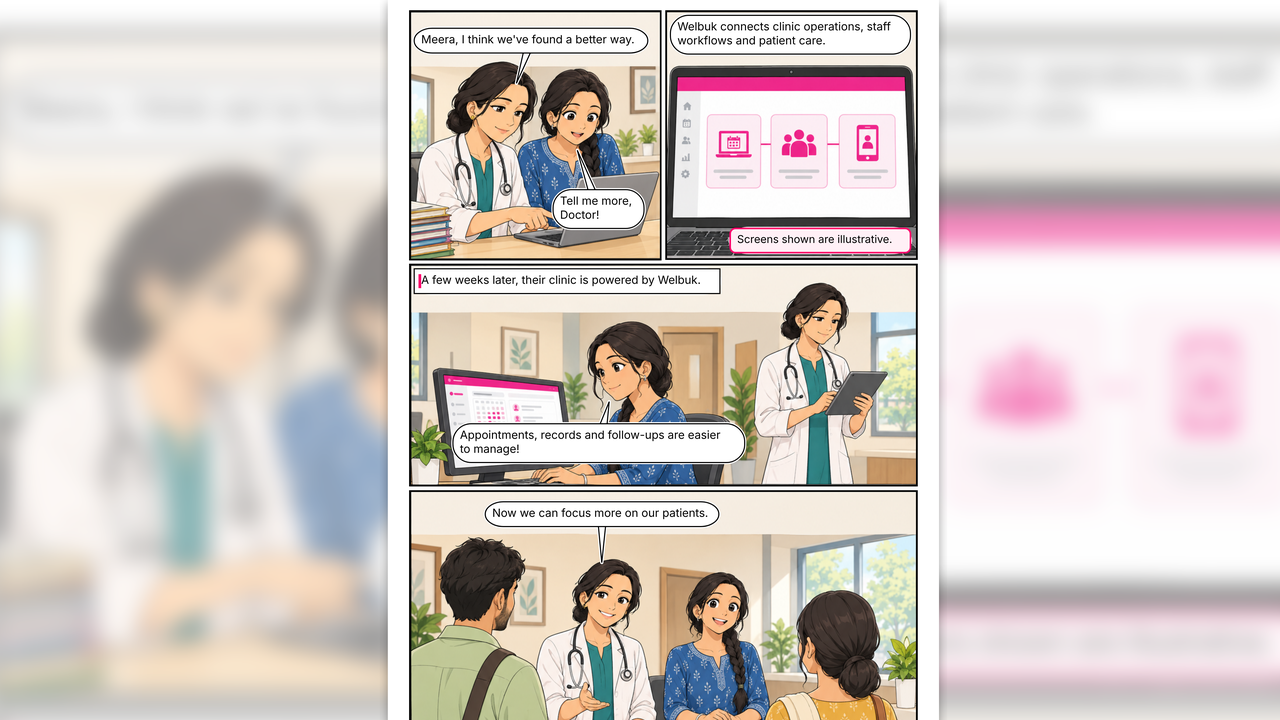 Meera, I think we've found a better way.
Tell me more,
Doctor!
Welbuk connects clinic operations, staff
workflows and patient care.
Screens shown are illustrative.
A few weeks later, their clinic is powered by Welbuk.
Appointments, records and follow-ups are easier
to manage!
Now we can focus more on our patients.